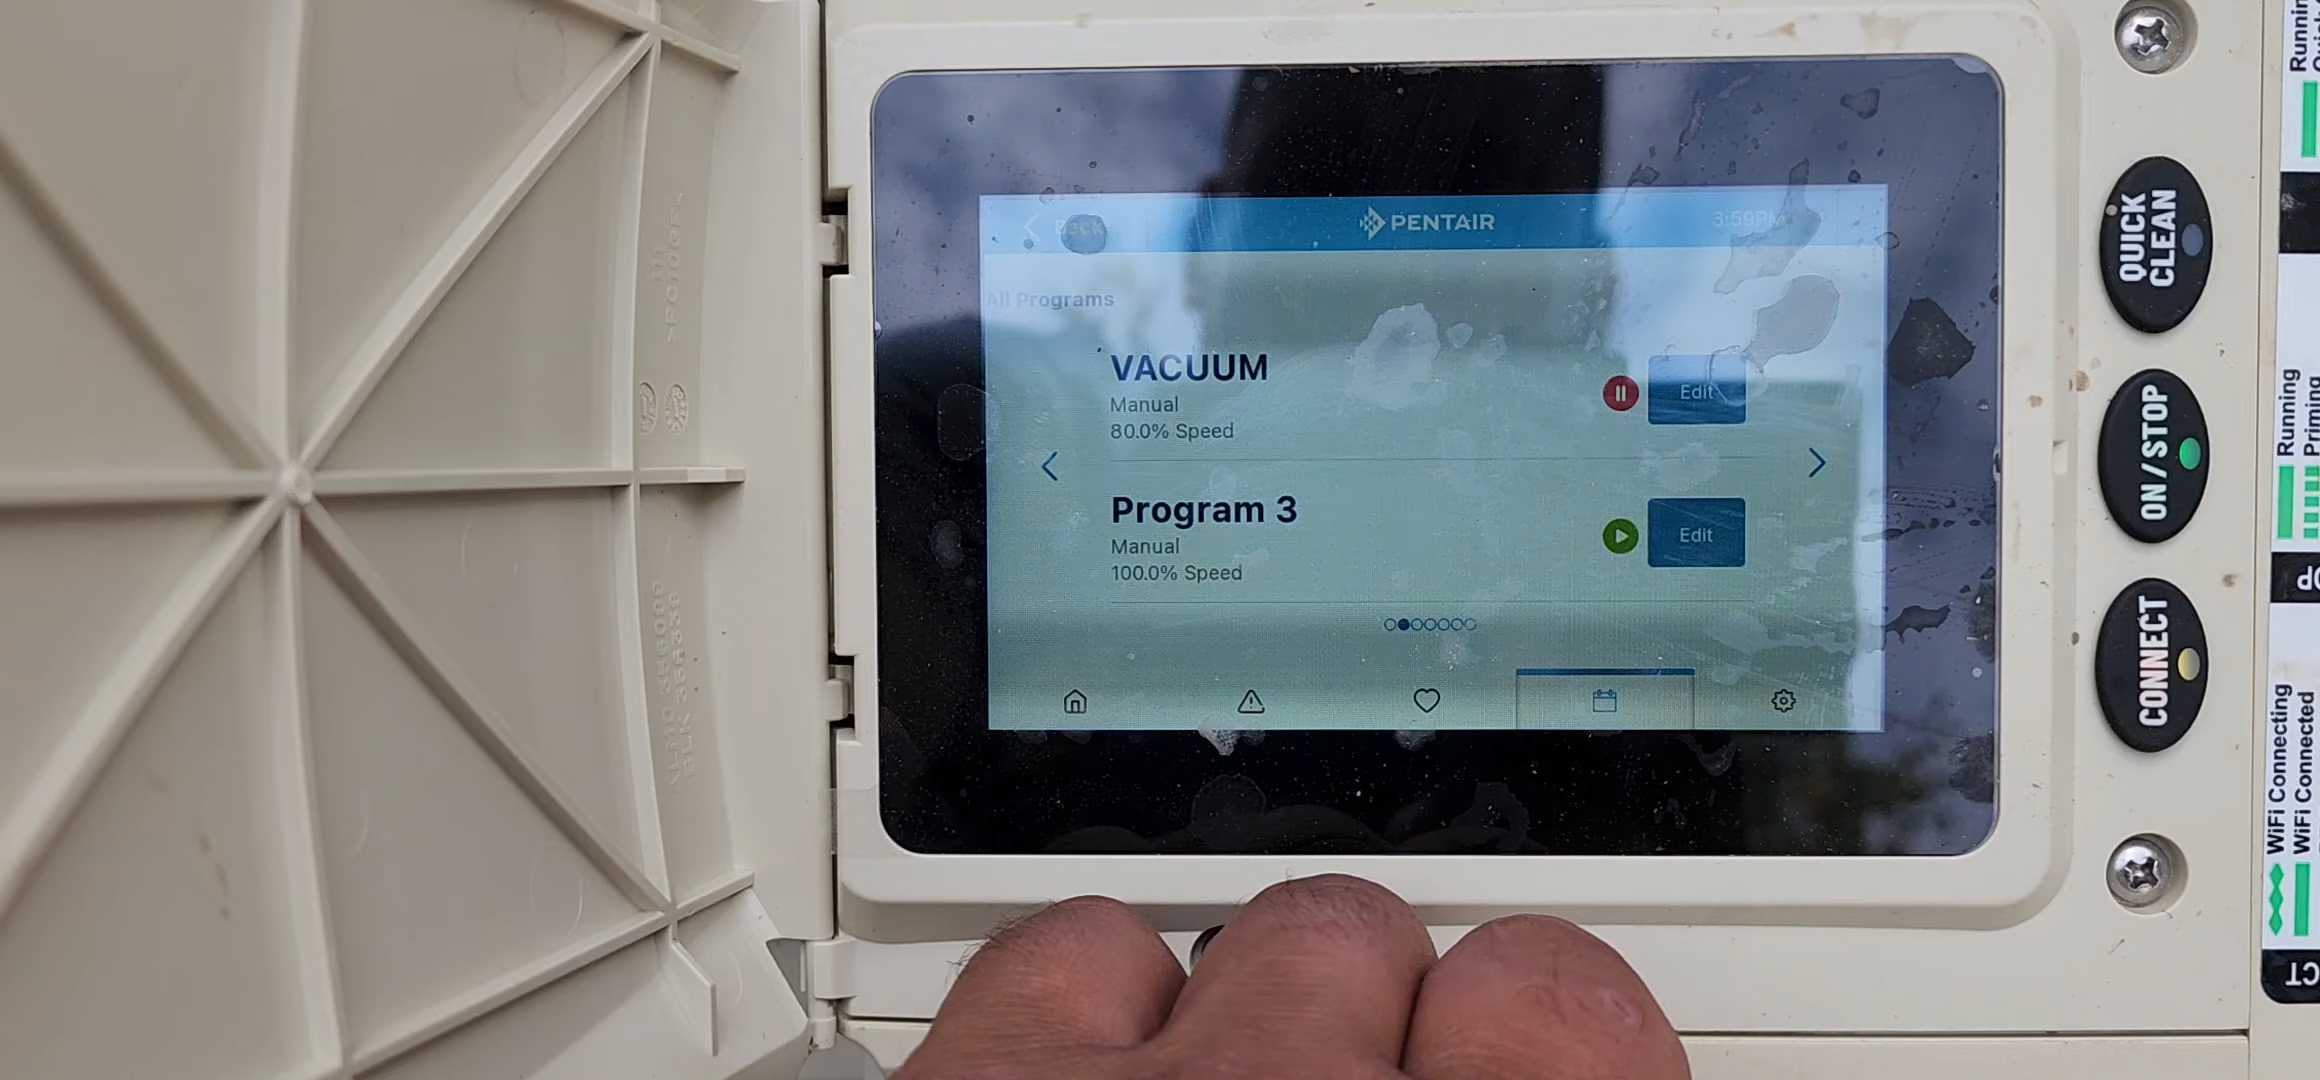 Back
PENTAIR
3:59PM
All Programs
VACUUM
Manual
80.0% Speed
Edit
Program 3
Manual
100.0% Speed
Edit
QUICK
CLEAN
ON/STOP
CONNECT
Running
Running
Priming
WiFi Connecting
WiFi Connected